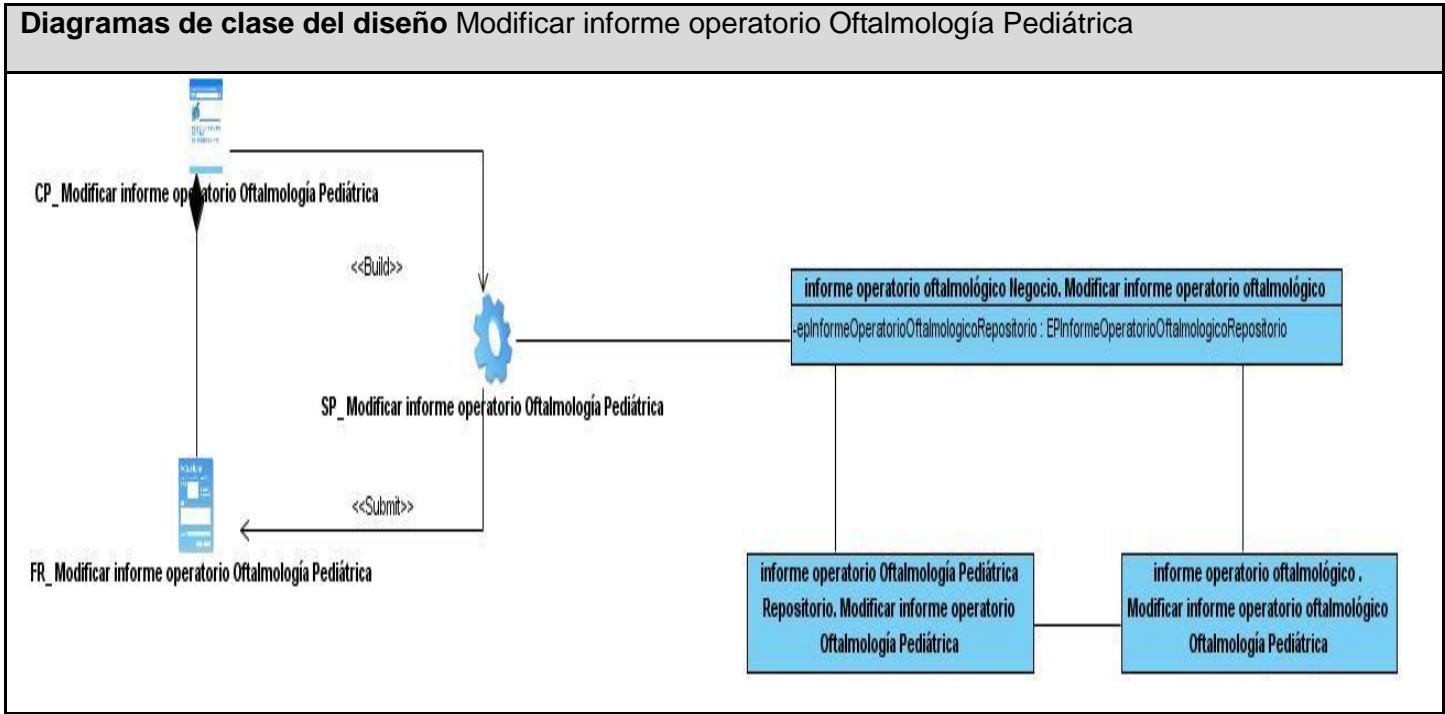 Diagramas de clase del diseño Modificar informe operatorio Oftalmología Pediátrica
CP_ Modificar informe operatorio Oftalmología Pediátrica
<<Build>>
informe operatorio oftalmológico Negocio. Modificar informe operatorio oftalmológico
-epInformeOperatorioOftalmologicoRepositorio : EPInformeOperatorioOftalmologicoRepositorio
SP_ Modificar informe operatorio Oftalmología Pediátrica
<<Submit>>
FR_ Modificar informe operatorio Oftalmología Pediátrica
informe operatorio Oftalmología Pediátrica
Repositorio. Modificar informe operatorio
Oftalmología Pediátrica
informe operatorio oftalmológico .
Modificar informe operatorio oftalmológico
Oftalmología Pediátrica